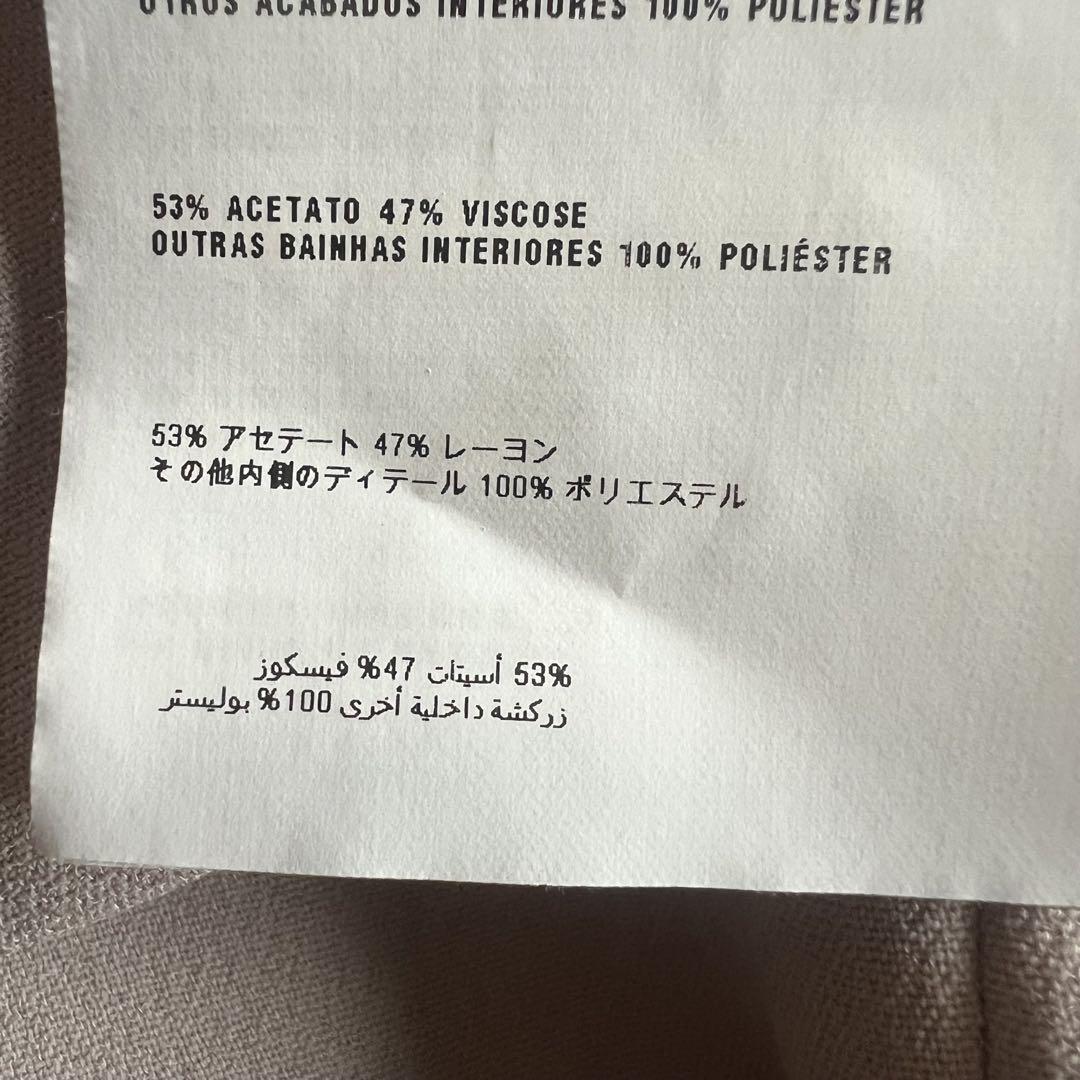 OTROS ACABADOS INTERIORES 100% POLIÉSTER
53% ACETATO 47% VISCOSE
OUTRAS BAINHAS INTERIORES 100% POLIÉSTER
53% アセテート 47% レーヨン
その他内側のディテール 100% ポリエステル
53% أسيتات 47% فيسكوز
زركشة داخلية أخرى 100% بوليستر